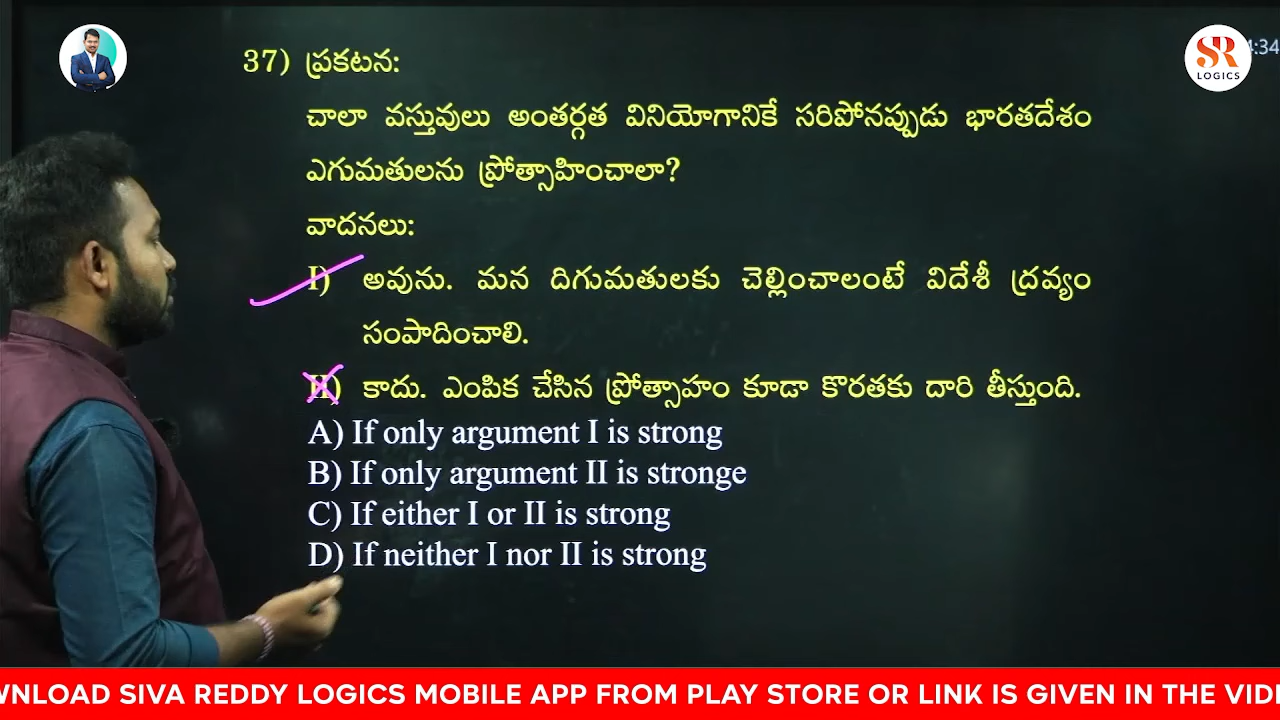 37) ప్రకటన:
చాలా వస్తువులు అంతర్గత వినియోగానికే సరిపోనప్పుడు భారతదేశం
ఎగుమతులను ప్రోత్సాహించాలా?
వాదనలు:
I) అవును. మన దిగుమతులకు చెల్లించాలంటే విదేశీ ద్రవ్యం
సంపాదించాలి.
II) కాదు. ఎంపిక చేసిన ప్రోత్సాహం కూడా కొరతకు దారి తీస్తుంది.
A) If only argument I is strong
B) If only argument II is stronge
C) If either I or II is strong
D) If neither I nor II is strong
SR
LOGICS
:34
WNLOAD SIVA REDDY LOGICS MOBILE APP FROM PLAY STORE OR LINK IS GIVEN IN THE VID